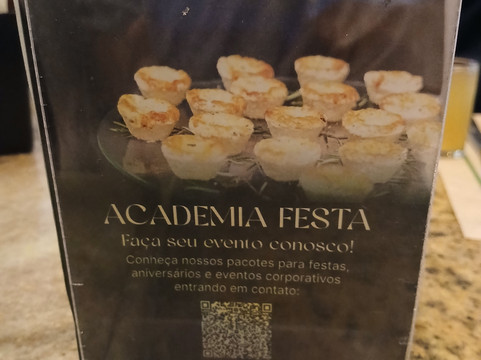 ACADEMIA FESTA
Faça seu evento conosco!
Conheça nossos pacotes para festas,
aniversários e eventos corporativos
entrando em contato: